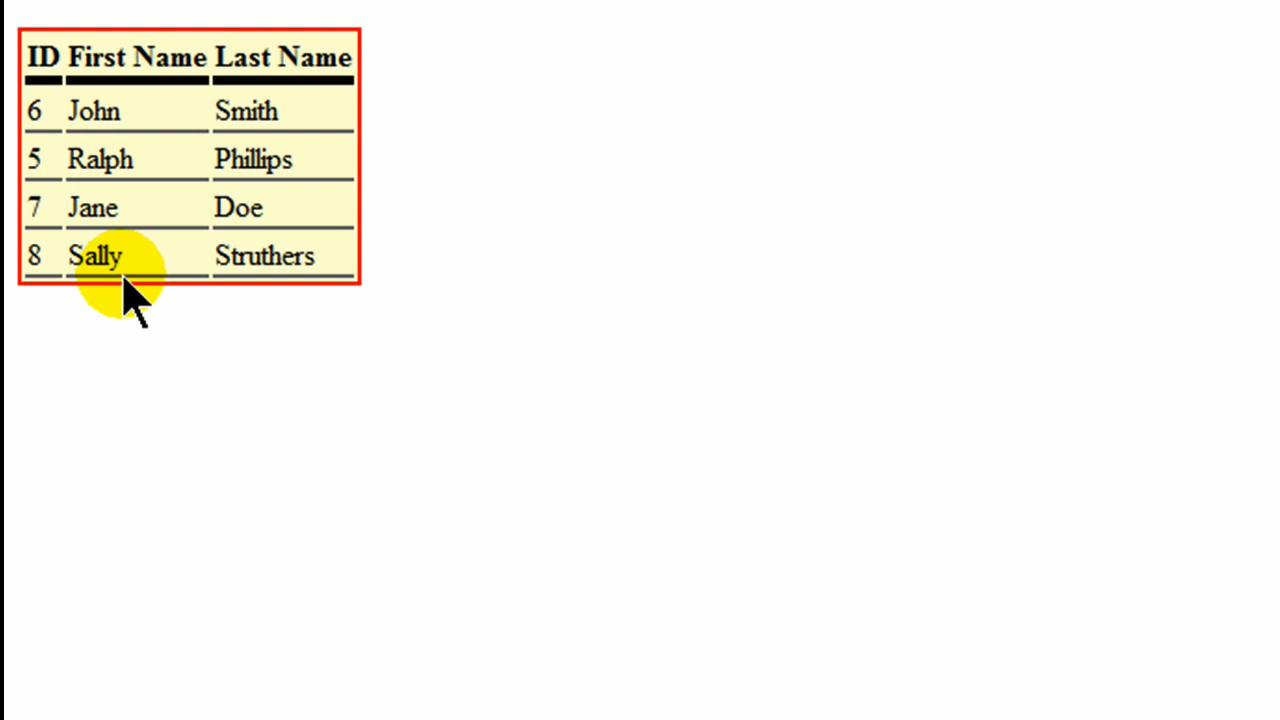 ID First Name Last Name
6 John Smith
5 Ralph Phillips
7 Jane Doe
8 Sally Struthers